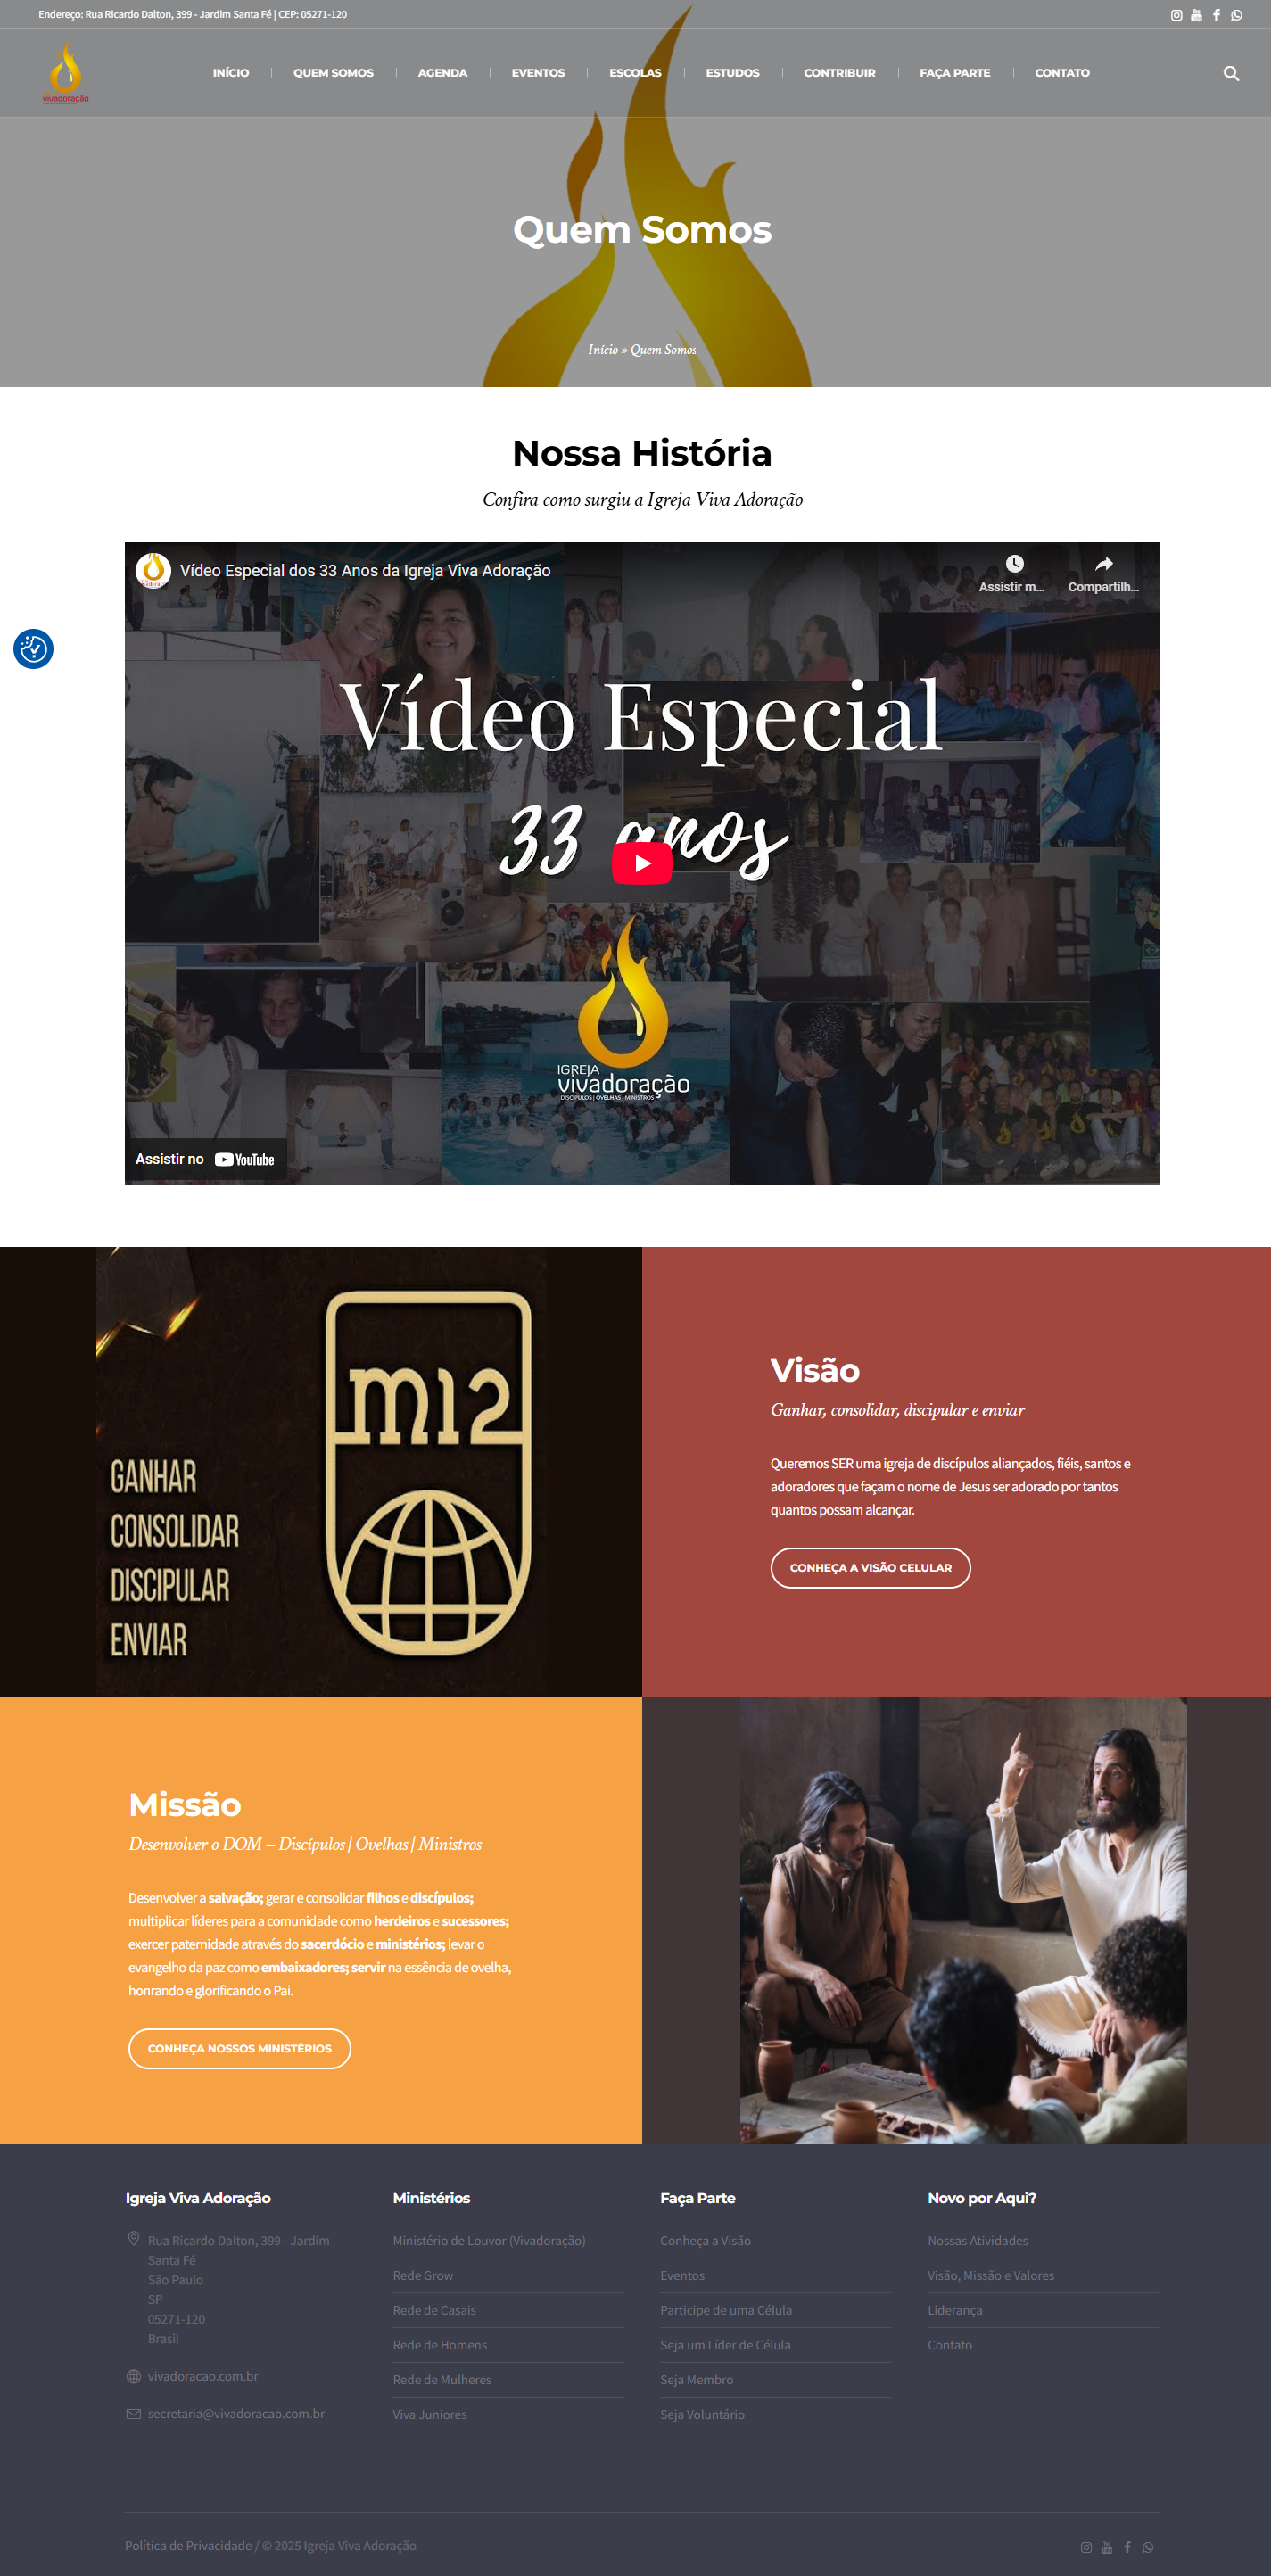 Endereço: Rua Ricardo Dalton, 399 - Jardim Santa Fé | CEP: 05271-120
vivadoração
INÍCIO
QUEM SOMOS
AGENDA
EVENTOS
ESCOLAS
ESTUDOS
CONTRIBUIR
FAÇA PARTE
CONTATO
Quem Somos
Início » Quem Somos
Nossa História
Confira como surgiu a Igreja Viva Adoração
Vídeo Especial dos 33 Anos da Igreja Viva Adoração
Assistir m...
Compartilh...
Vídeo Especial
33 anos
IGREJA
vivadoração
DISCÍPULOS | OVELHAS | MINISTROS
Assistir no YouTube
m12
GANHAR
CONSOLIDAR
DISCIPULAR
ENVIAR
Visão
Ganhar, consolidar, discipular e enviar
Queremos SER uma igreja de discípulos aliançados, fiéis, santos e
adoradores que façam o nome de Jesus ser adorado por tantos
quantos possam alcançar.
CONHEÇA A VISÃO CELULAR
Missão
Desenvolver o DOM – Discípulos | Ovelhas | Ministros
Desenvolver a salvação; gerar e consolidar filhos e discípulos;
multiplicar líderes para a comunidade como herdeiros e sucessores;
exercer paternidade através do sacerdócio e ministérios; levar o
evangelho da paz como embaixadores; servir na essência de ovelha,
honrando e glorificando o Pai.
CONHEÇA NOSSOS MINISTÉRIOS
Igreja Viva Adoração
Rua Ricardo Dalton, 399 - Jardim
Santa Fé
São Paulo
SP
05271-120
Brasil
vivadoracao.com.br
secretaria@vivadoracao.com.br
Ministérios
Ministério de Louvor (Vivadoração)
Rede Grow
Rede de Casais
Rede de Homens
Rede de Mulheres
Viva Juniores
Faça Parte
Conheça a Visão
Eventos
Participe de uma Célula
Seja um Líder de Célula
Seja Membro
Seja Voluntário
Novo por Aqui?
Nossas Atividades
Visão, Missão e Valores
Liderança
Contato
Política de Privacidade / © 2025 Igreja Viva Adoração